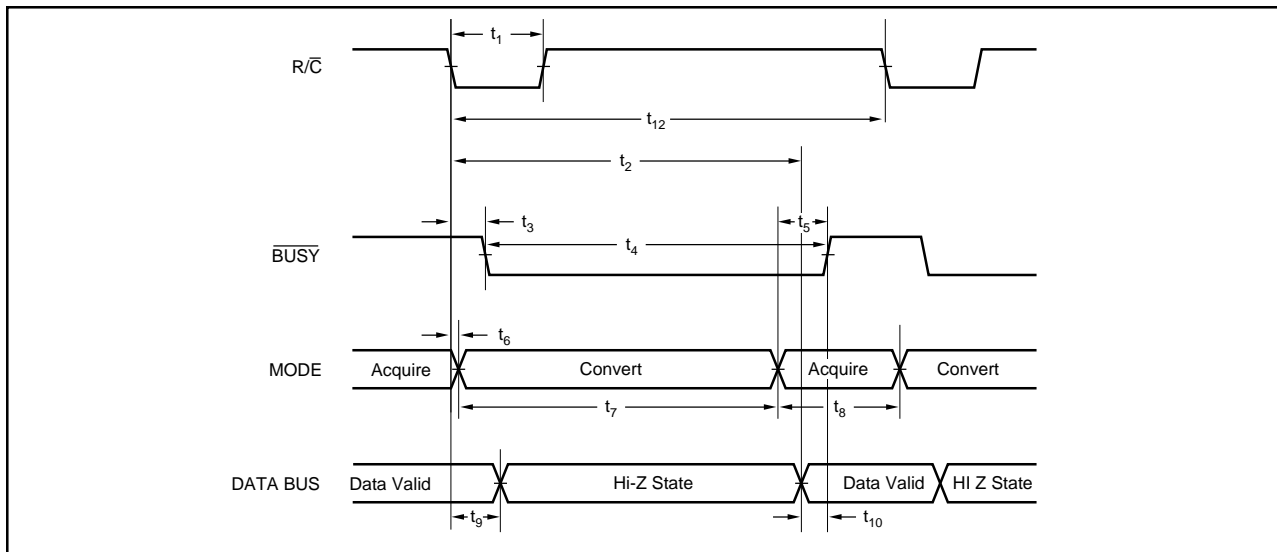 t1
R/C̅
t12
t2
t3
t5
B̅U̅S̅Y̅
t4
t6
MODE
Acquire
Convert
Acquire
Convert
t7
t8
DATA BUS
Data Valid
Hi-Z State
Data Valid
HI Z State
t9
t10